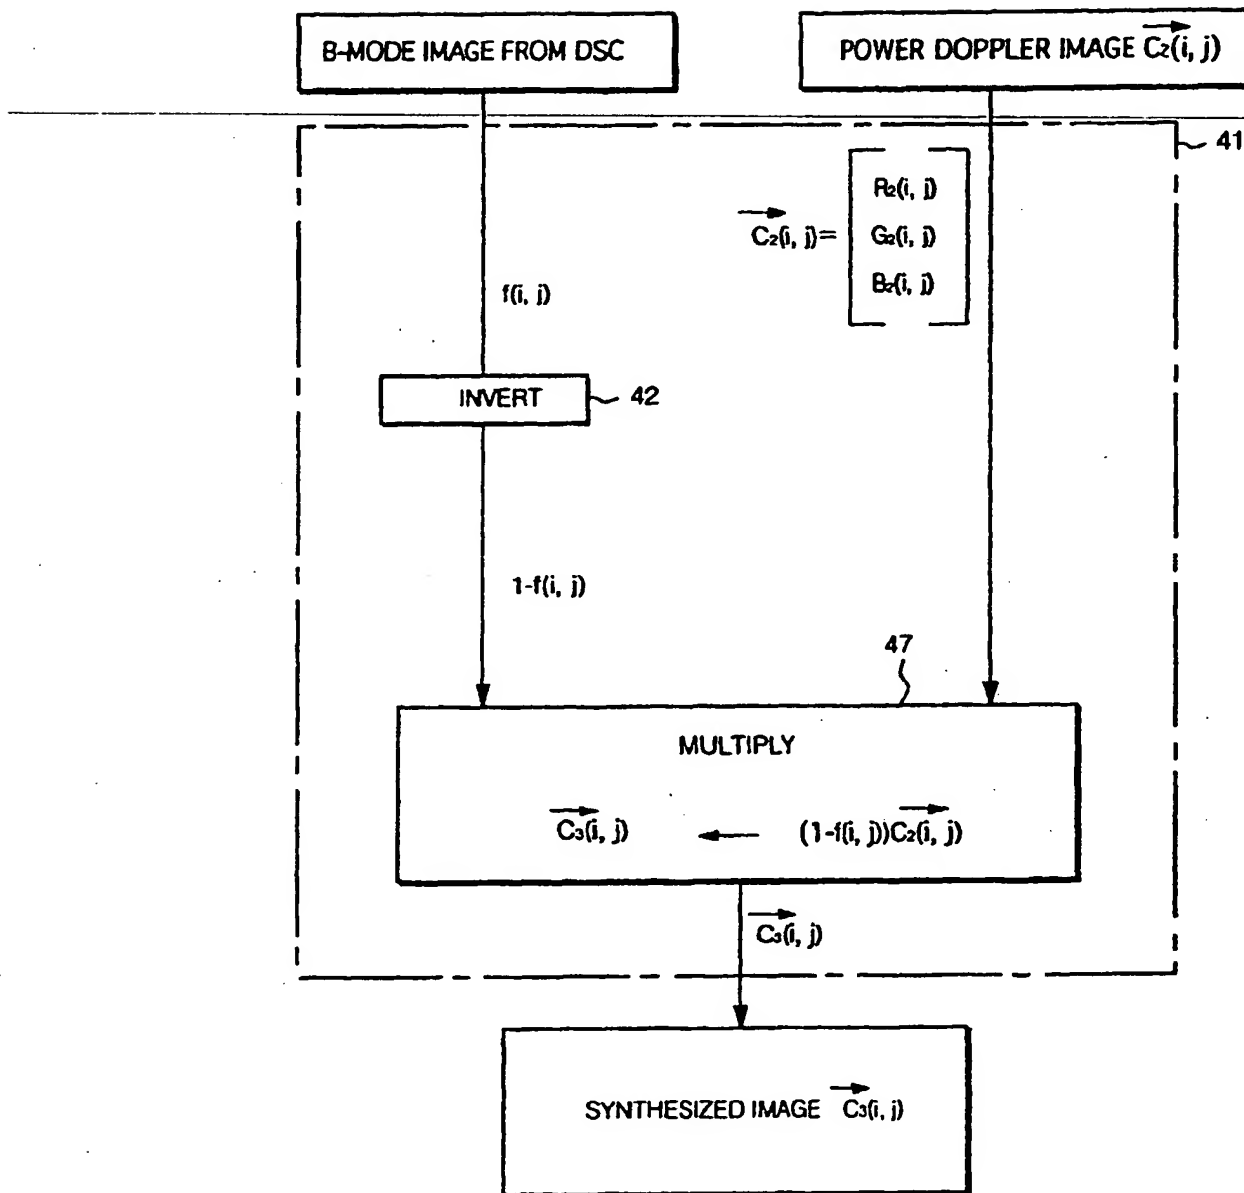 B-MODE IMAGE FROM DSC
POWER DOPPLER IMAGE C₂(i, j)
41
C₂(i, j)=
R₂(i, j)
G₂(i, j)
B₂(i, j)
f(i, j)
INVERT
42
1-f(i, j)
47
MULTIPLY
C₃(i, j) ← (1-f(i, j))C₂(i, j)
C₃(i, j)
SYNTHESIZED IMAGE C₃(i, j)